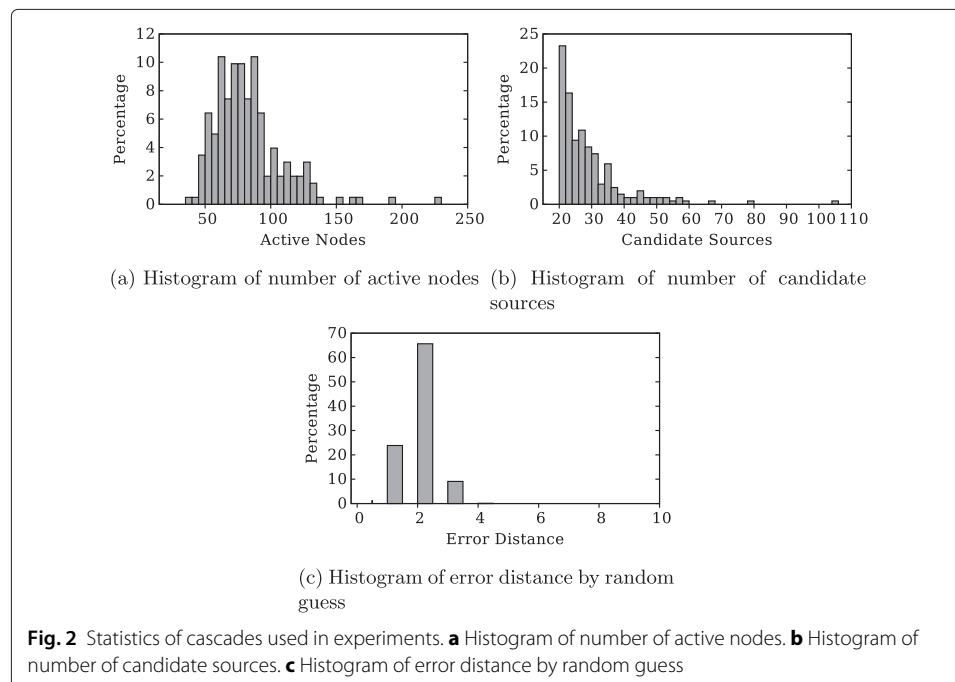 12
10
8
6
4
2
0
Percentage
50 100 150 200 250
Active Nodes
(a) Histogram of number of active nodes
25
20
15
10
5
0
Percentage
20 30 40 50 60 70 80 90 100 110
Candidate Sources
(b) Histogram of number of candidate
sources
70
60
50
40
30
20
10
0
Percentage
0 2 4 6 8 10
Error Distance
(c) Histogram of error distance by random
guess
Fig. 2 Statistics of cascades used in experiments. a Histogram of number of active nodes. b Histogram of
number of candidate sources. c Histogram of error distance by random guess